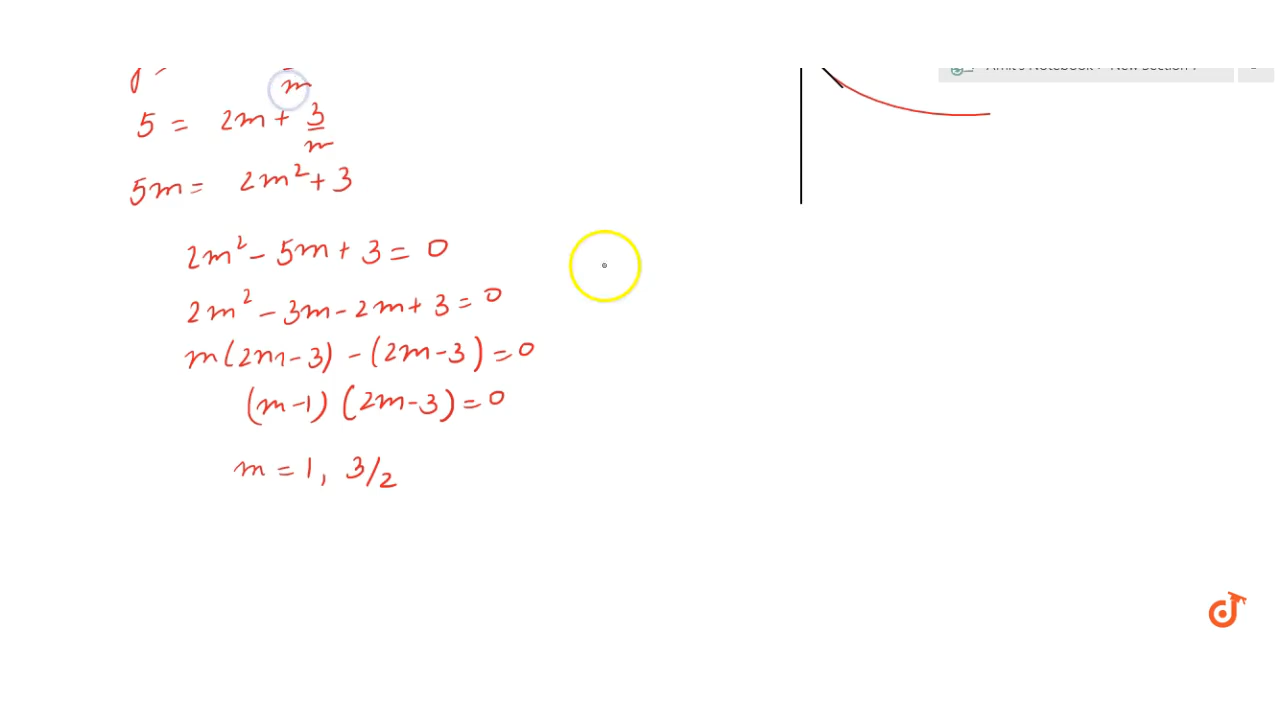 m
5 = 2m + 3/m
5m = 2m² + 3
2m² - 5m + 3 = 0
2m² - 3m - 2m + 3 = 0
m(2m - 3) - (2m - 3) = 0
(m - 1) (2m - 3) = 0
m = 1, 3/2